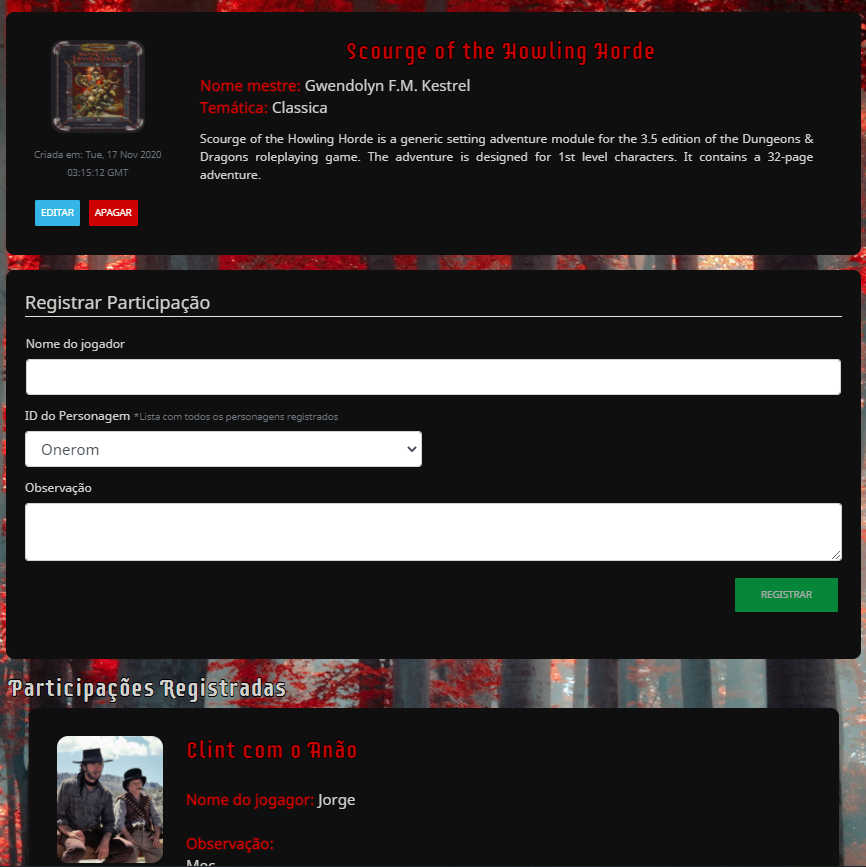 Scourge of the Howling Horde
Nome mestre: Gwendolyn F.M. Kestrel
Temática: Classica
Scourge of the Howling Horde is a generic setting adventure module for the 3.5 edition of the Dungeons &
Dragons roleplaying game. The adventure is designed for 1st level characters. It contains a 32-page
adventure.
Criada em: Tue, 17 Nov 2020
03:15:12 GMT
EDITAR APAGAR
Registrar Participação
Nome do jogador
ID do Personagem *Lista com todos os personagens registrados
Onerom
Observação
REGISTRAR
Participações Registradas
Clint com o Anão
Nome do jogagor: Jorge
Observação: